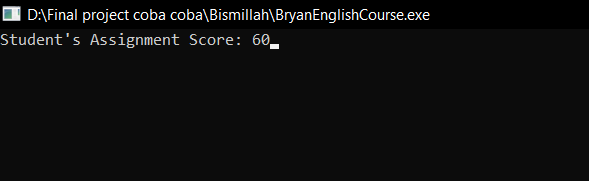 D:\Final project coba coba\Bismillah\BryanEnglishCourse.exe
Student's Assignment Score: 60